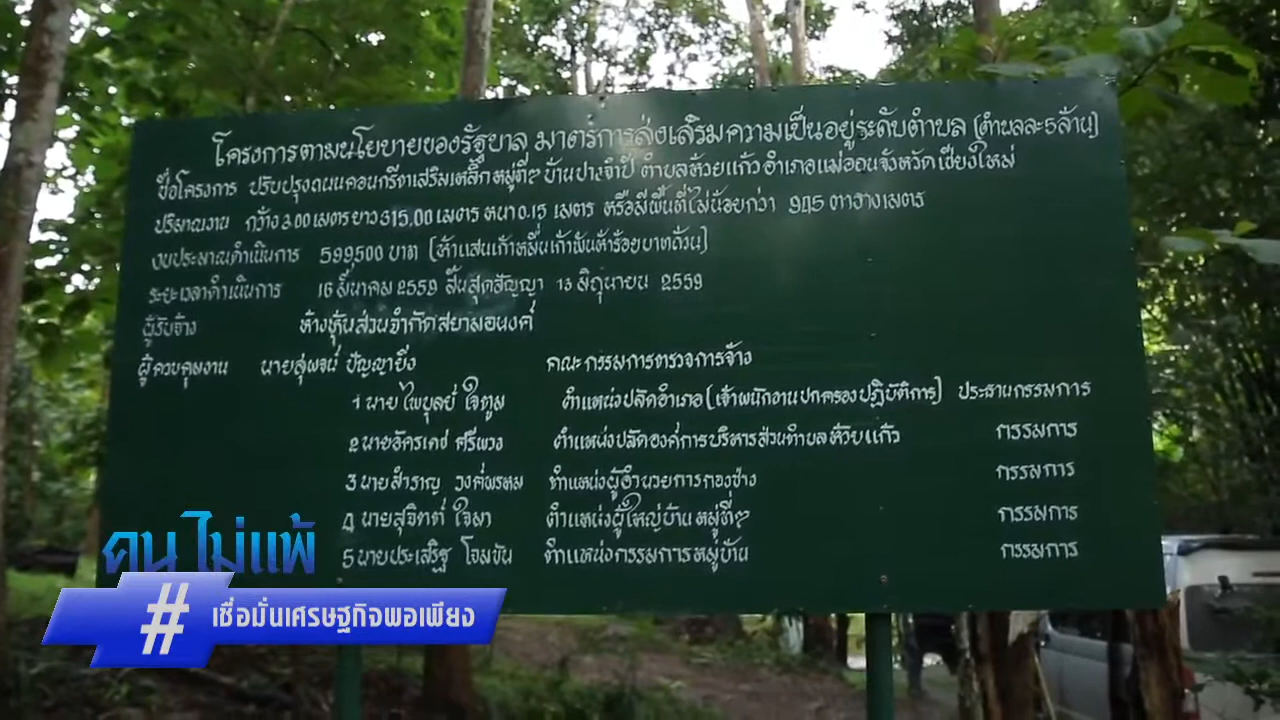 โครงการตามนโยบายของรัฐบาล มาตรการส่งเสริมความเป็นอยู่ระดับตำบล (ตำบลละ5ล้าน)
ชื่อโครงการ ปรับปรุงถนนคอนกรีตเสริมเหล็ก หมู่ที่๕ บ้านปางจำปี ตำบลห้วยแก้ว อำเภอแม่ออน จังหวัดเชียงใหม่
ปริมาณงาน กว้าง 3.00 เมตร ยาว 315.00 เมตร หนา 0.15 เมตร หรือมีพื้นที่ไม่น้อยกว่า 945 ตารางเมตร
งบประมาณดำเนินการ 599,500 บาท (ห้าแสนเก้าหมื่นเก้าพันห้าร้อยบาทถ้วน)
ระยะเวลาดำเนินการ 16 มีนาคม 2559 สิ้นสุดสัญญา 13 มิถุนายน 2559
ผู้รับจ้าง ห้างหุ้นส่วนจำกัดสยามอนงค์
ผู้ควบคุมงาน นายสุพจน์ ปัญญายิ่ง คณะกรรมการตรวจการจ้าง
1 นายไพบูลย์ ใจตูม ตำแหน่งปลัดอำเภอ (เจ้าพนักงานปกครองปฏิบัติการ) ประธานกรรมการ
2 นายอัครเดช ศรีพวง ตำแหน่งปลัดองค์การบริหารส่วนตำบลห้วยแก้ว กรรมการ
3 นายสำราญ วงค์พรหม ตำแหน่งผู้อำนวยการกองช่าง กรรมการ
4 นายสุจิตต์ ใจมา ตำแหน่งผู้ใหญ่บ้าน หมู่ที่๕ กรรมการ
5 นายประเสริฐ โจมขัน ตำแหน่งกรรมการหมู่บ้าน กรรมการ
คนไม่แพ้
# เชื่อมั่นเศรษฐกิจพอเพียง